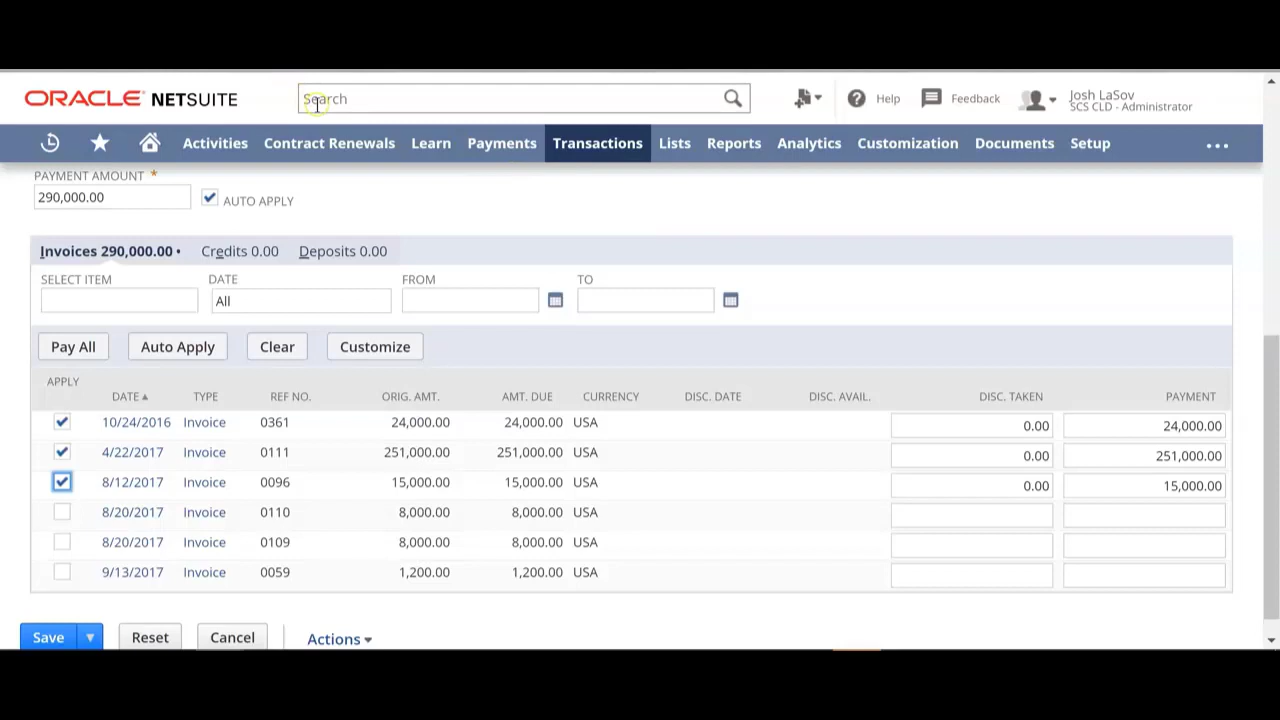 ORACLE NETSUITE
Search
Help
Feedback
Josh LaSov
SCS CLD - Administrator
Activities Contract Renewals Learn Payments Transactions Lists Reports Analytics Customization Documents Setup ...
PAYMENT AMOUNT *
290,000.00
AUTO APPLY
Invoices 290,000.00 • Credits 0.00 Deposits 0.00
SELECT ITEM DATE FROM TO
All
Pay All Auto Apply Clear Customize
APPLY
DATE ▲ TYPE REF NO. ORIG. AMT. AMT. DUE CURRENCY DISC. DATE DISC. AVAIL. DISC. TAKEN PAYMENT
10/24/2016 Invoice 0361 24,000.00 24,000.00 USA 0.00 24,000.00
4/22/2017 Invoice 0111 251,000.00 251,000.00 USA 0.00 251,000.00
8/12/2017 Invoice 0096 15,000.00 15,000.00 USA 0.00 15,000.00
8/20/2017 Invoice 0110 8,000.00 8,000.00 USA
8/20/2017 Invoice 0109 8,000.00 8,000.00 USA
9/13/2017 Invoice 0059 1,200.00 1,200.00 USA
Save Reset Cancel Actions